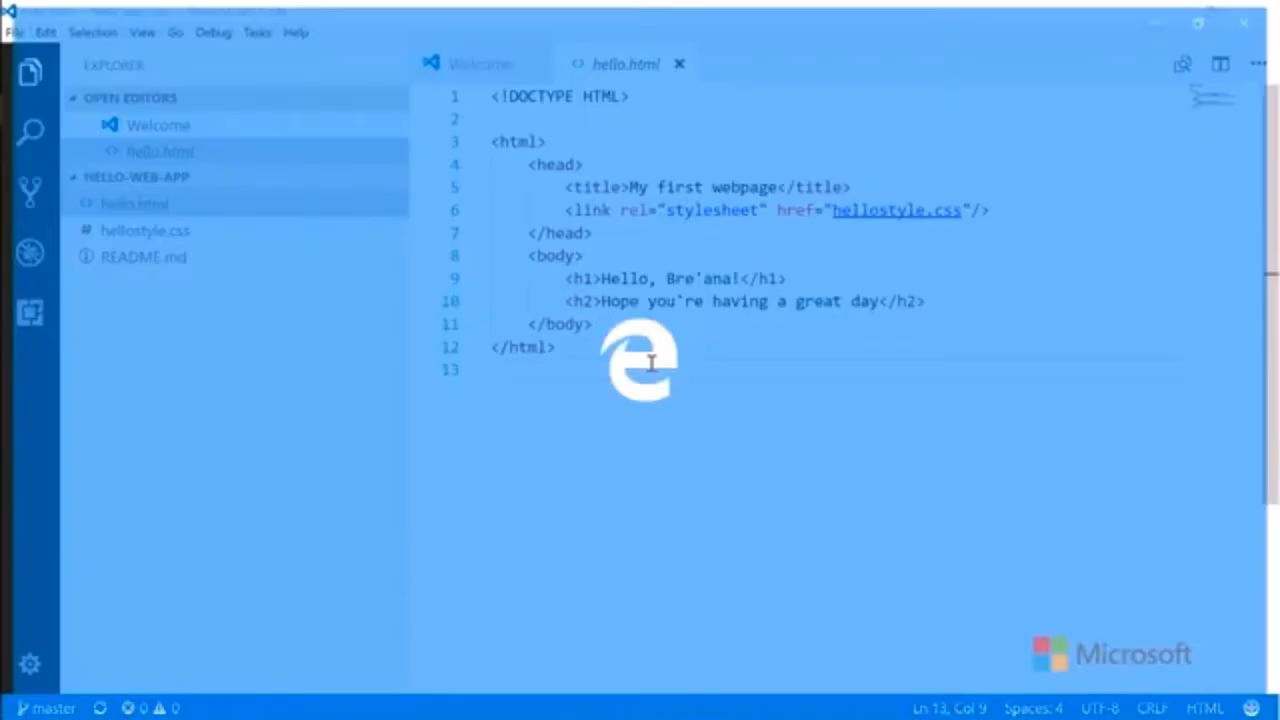 File Edit Selection View Go Debug Tasks Help
EXPLORER
OPEN EDITORS
Welcome
hello.html
HELLO-WEB-APP
hello.html
hellostyle.css
README.md
Welcome
hello.html
1 <!DOCTYPE HTML>
2
3 <html>
4 <head>
5 <title>My first webpage</title>
6 <link rel="stylesheet" href="hellostyle.css"/>
7 </head>
8 <body>
9 <h1>Hello, Bre'ana!</h1>
10 <h2>Hope you're having a great day</h2>
11 </body>
12 </html>
13
Microsoft
master 0 0 Ln 13, Col 9 Spaces: 4 UTF-8 CRLF HTML